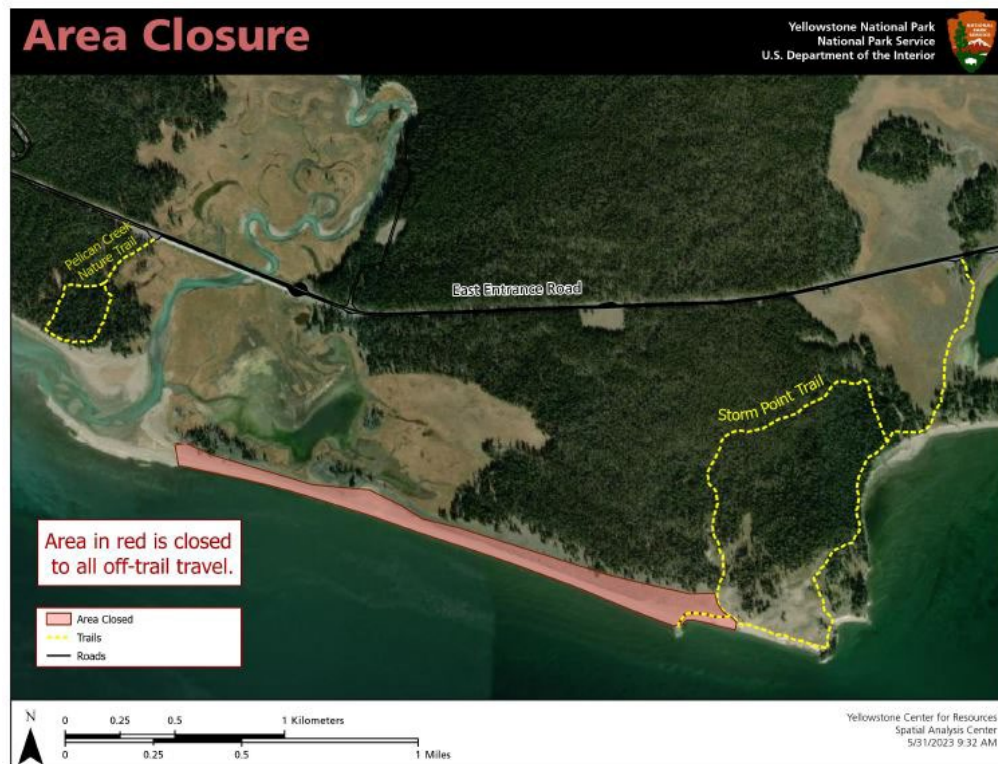 Area Closure
Yellowstone National Park
National Park Service
U.S. Department of the Interior
NATIONAL
PARK
SERVICE
Pelican Creek
Nature Trail
East Entrance Road
Storm Point Trail
Area in red is closed
to all off-trail travel.
Area Closed
Trails
Roads
N
0 0.25 0.5 1 Kilometers
0 0.25 0.5 1 Miles
Yellowstone Center for Resources
Spatial Analysis Center
5/31/2023 9:32 AM